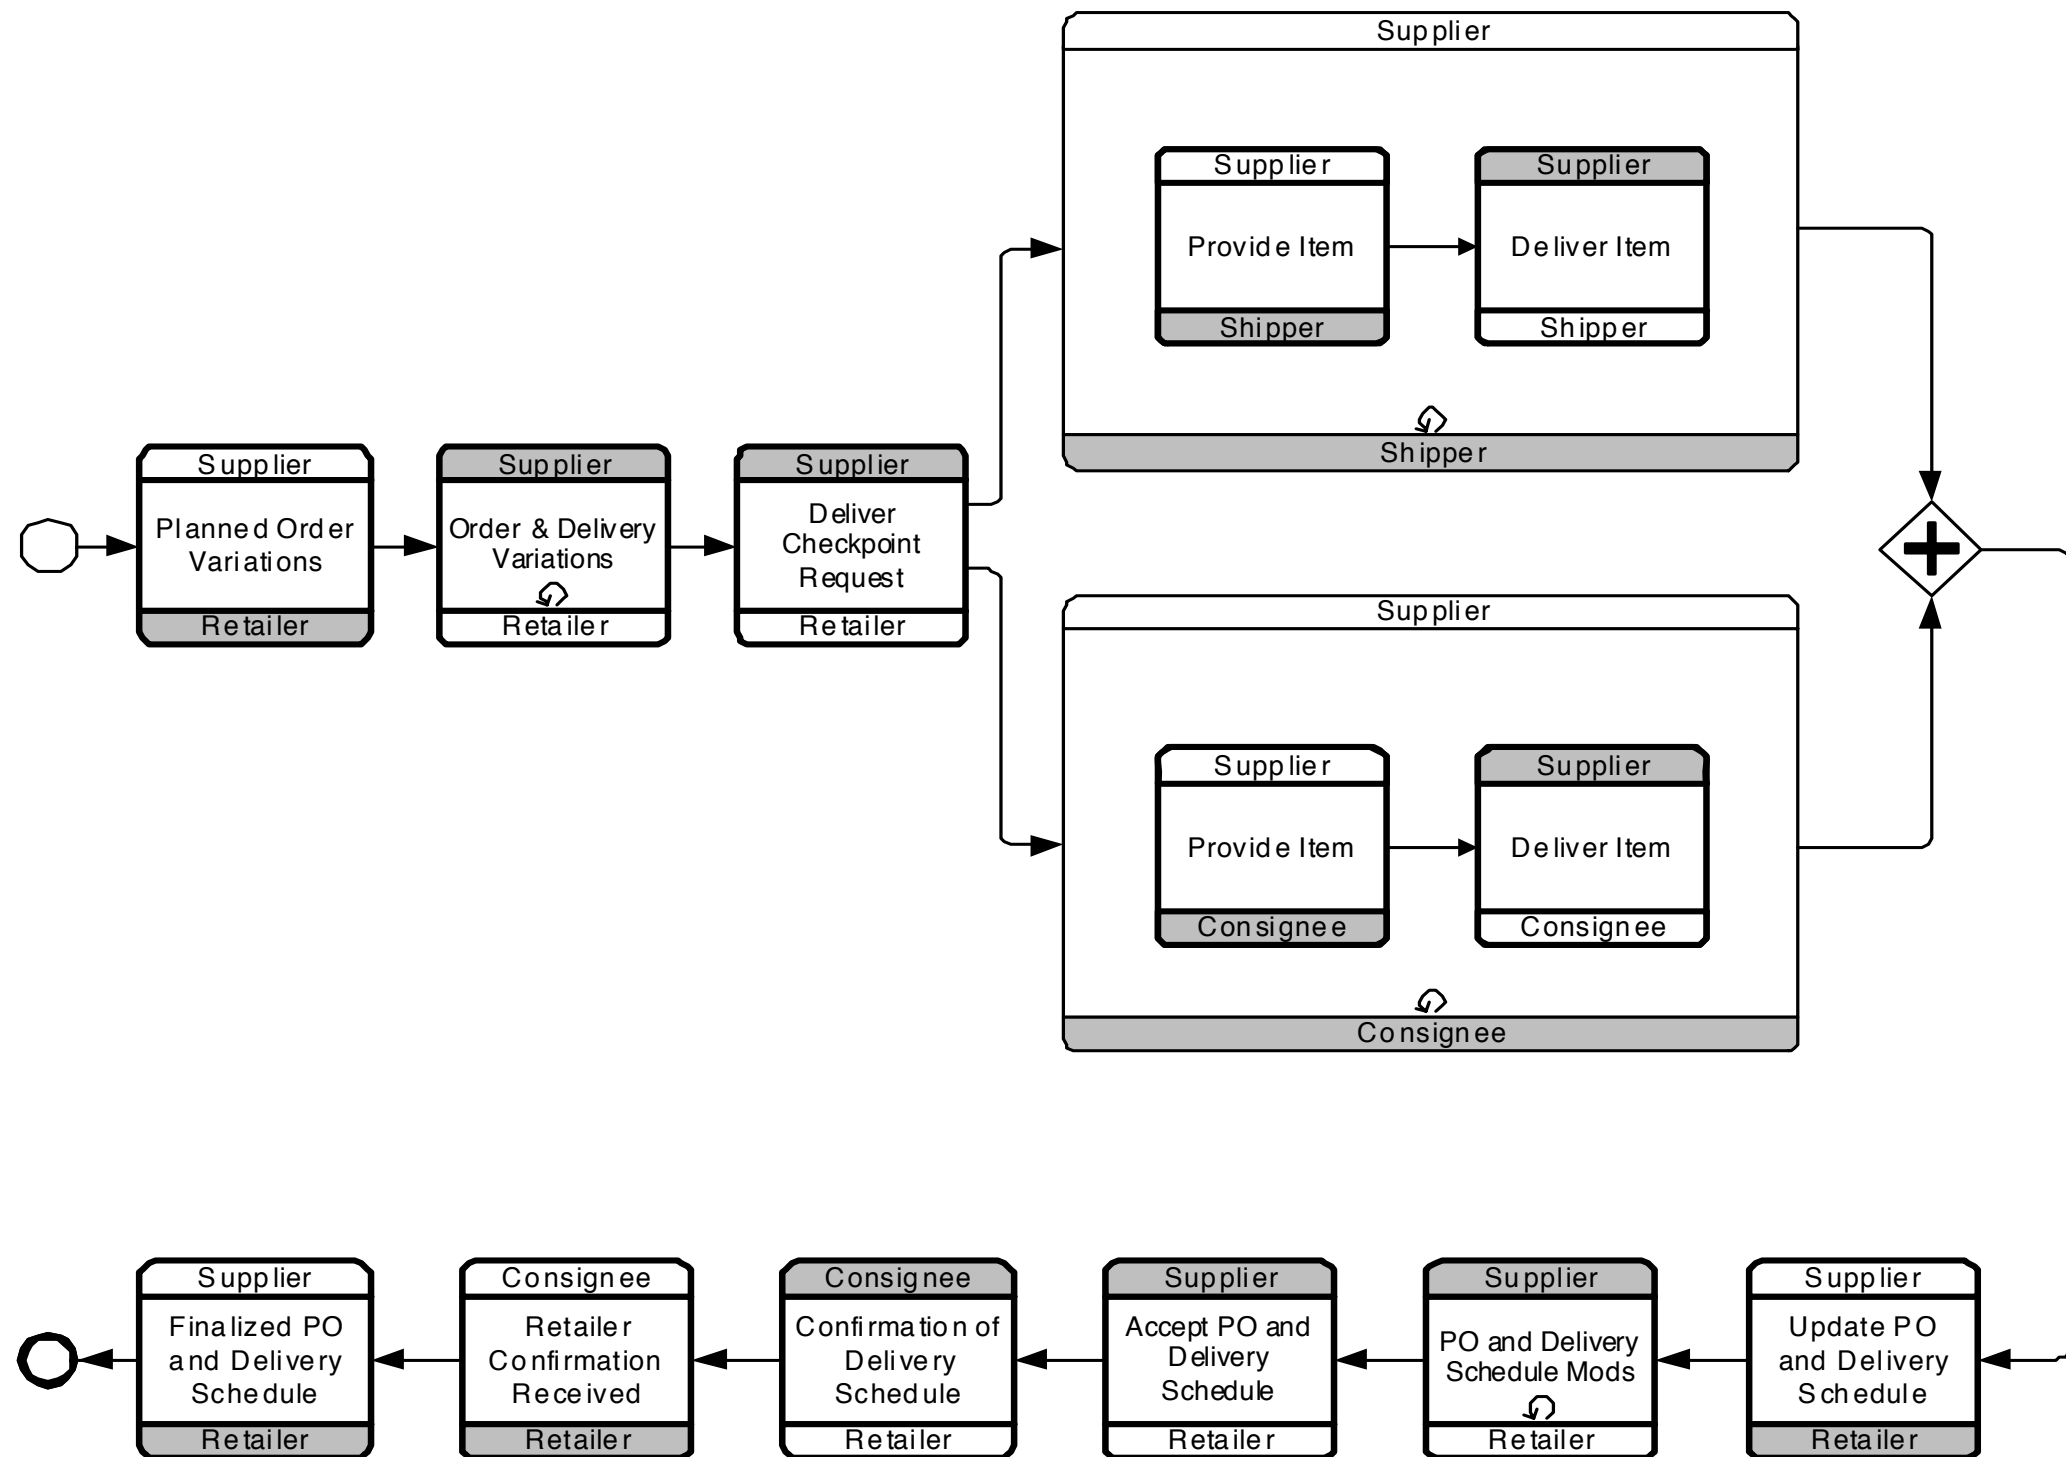 Supplier
Supplier
Provide Item
Shipper
Supplier
Deliver Item
Shipper
Shipper
Supplier
Planned Order
Variations
Retailer
Supplier
Order & Delivery
Variations
Retailer
Supplier
Deliver
Checkpoint
Request
Retailer
Supplier
Supplier
Provide Item
Consignee
Supplier
Deliver Item
Consignee
Consignee
Supplier
Finalized PO
and Delivery
Schedule
Retailer
Consignee
Retailer
Confirmation
Received
Retailer
Consignee
Confirmation of
Delivery
Schedule
Retailer
Supplier
Accept PO and
Delivery
Schedule
Retailer
Supplier
PO and Delivery
Schedule Mods
Retailer
Supplier
Update PO
and Delivery
Schedule
Retailer